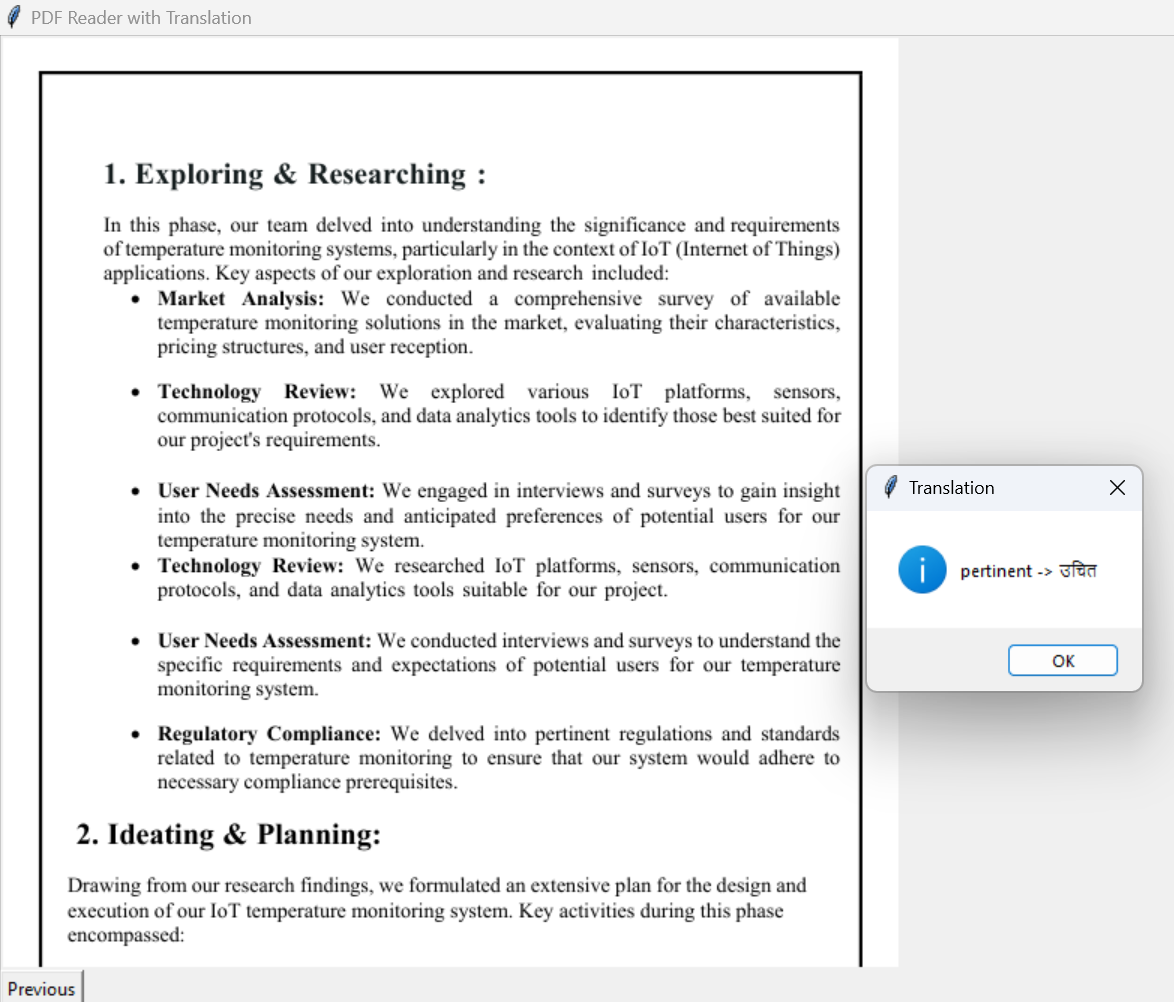 PDF Reader with Translation
1. Exploring & Researching :
In this phase, our team delved into understanding the significance and requirements
of temperature monitoring systems, particularly in the context of IoT (Internet of Things)
applications. Key aspects of our exploration and research included:
• Market Analysis: We conducted a comprehensive survey of available
temperature monitoring solutions in the market, evaluating their characteristics,
pricing structures, and user reception.
• Technology Review: We explored various IoT platforms, sensors,
communication protocols, and data analytics tools to identify those best suited for
our project's requirements.
• User Needs Assessment: We engaged in interviews and surveys to gain insight
into the precise needs and anticipated preferences of potential users for our
temperature monitoring system.
• Technology Review: We researched IoT platforms, sensors, communication
protocols, and data analytics tools suitable for our project.
• User Needs Assessment: We conducted interviews and surveys to understand the
specific requirements and expectations of potential users for our temperature
monitoring system.
• Regulatory Compliance: We delved into pertinent regulations and standards
related to temperature monitoring to ensure that our system would adhere to
necessary compliance prerequisites.
2. Ideating & Planning:
Drawing from our research findings, we formulated an extensive plan for the design and
execution of our IoT temperature monitoring system. Key activities during this phase
encompassed:
Previous
Translation
pertinent -> उचित
OK